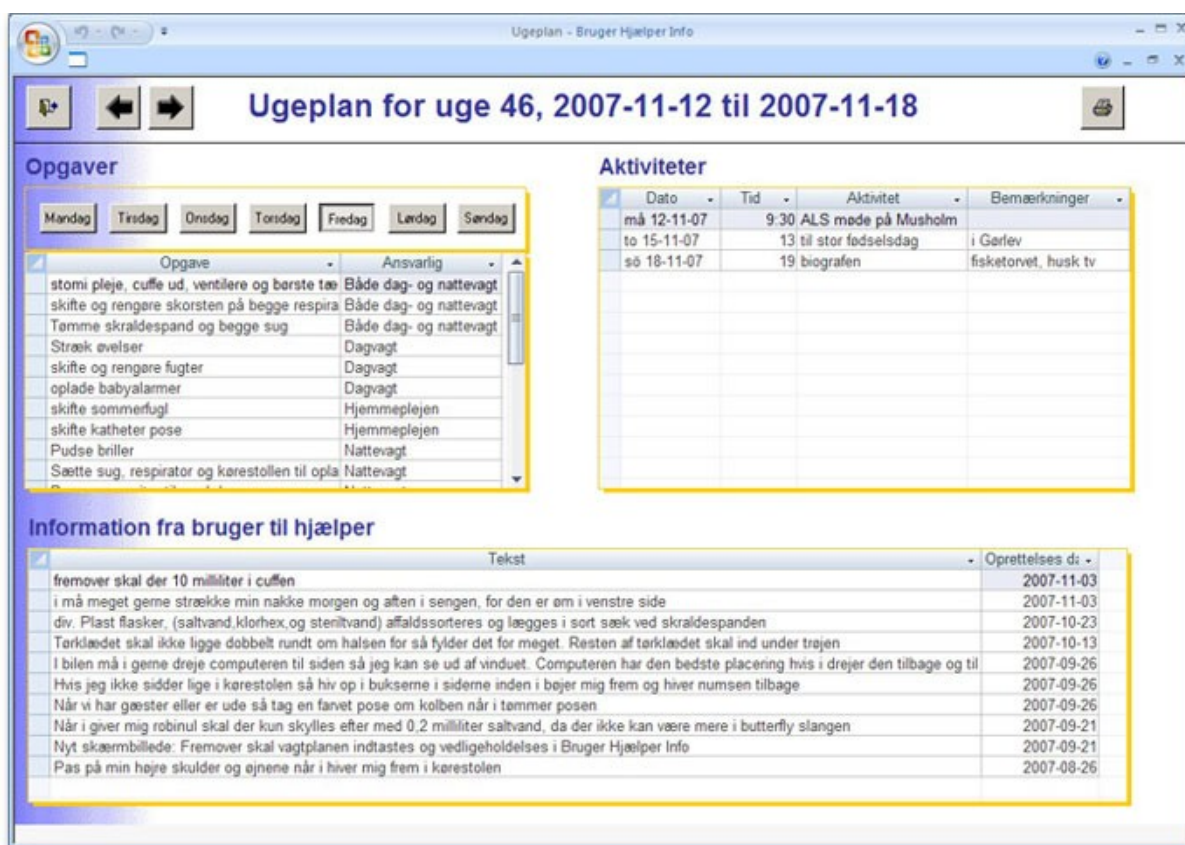 Ugeplan - Bruger Hjælper Info
Ugeplan for uge 46, 2007-11-12 til 2007-11-18
Opgaver
Mandag Tirsdag Onsdag Torsdag Fredag Lørdag Søndag
Opgave Ansvarlig
stomi pleje, cuffe ud, ventilere og børste tæ Både dag- og nattevagt
skifte og rengøre skorsten på begge respira Både dag- og nattevagt
Tømme skraldespand og begge sug Både dag- og nattevagt
Stræk øvelser Dagvagt
skifte og rengøre fugter Dagvagt
oplade babyalarmer Dagvagt
skifte sommerfugl Hjemmeplejen
skifte katheter pose Hjemmeplejen
Pudse briller Nattevagt
Sætte sug, respirator og kørestollen til opla Nattevagt
Aktiviteter
Dato Tid Aktivitet Bemærkninger
må 12-11-07 9:30 ALS møde på Musholm
to 15-11-07 13 til stor fødselsdag i Gørlev
sö 18-11-07 19 biografen fisketorvet, husk tv
Information fra bruger til hjælper
Tekst Oprettelses da
fremover skal der 10 milliliter i cuffen 2007-11-03
i må meget gerne strække min nakke morgen og aften i sengen, for den er øm i venstre side 2007-11-03
div. Plast flasker, (saltvand,klorhex,og steriltvand) affaldssorteres og lægges i sort sæk ved skraldespanden 2007-10-23
Tørklædet skal ikke ligge dobbelt rundt om halsen for så fylder det for meget. Resten af tørklædet skal ind under trøjen 2007-10-13
I bilen må i gerne dreje computeren til siden så jeg kan se ud af vinduet. Computeren har den bedste placering hvis i drejer den tilbage og til 2007-09-26
Hvis jeg ikke sidder lige i kørestolen så hiv op i bukserne i siderne inden i bøjer mig frem og hiver numsen tilbage 2007-09-26
Når vi har gæster eller er ude så tag en farvet pose om kolben når i tømmer posen 2007-09-26
Når i giver mig robinul skal der kun skylles efter med 0,2 milliliter saltvand, da der ikke kan være mere i butterfly slangen 2007-09-21
Nyt skærmbillede: Fremover skal vagtplanen indtastes og vedligeholdelses i Bruger Hjælper Info 2007-09-21
Pas på min højre skulder og øjnene når i hiver mig frem i kørestolen 2007-08-26